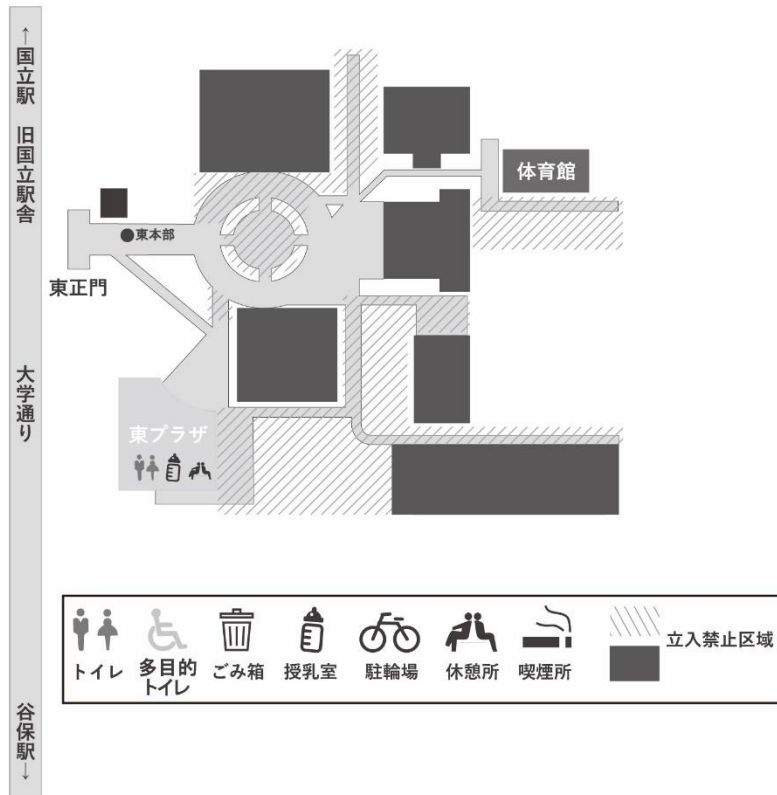 ↑国立駅 旧国立駅舎
大学通り
谷保駅↓
体育館
東本部
東正門
東プラザ
トイレ
多目的
トイレ
ごみ箱
授乳室
駐輪場
休憩所
喫煙所
立入禁止区域